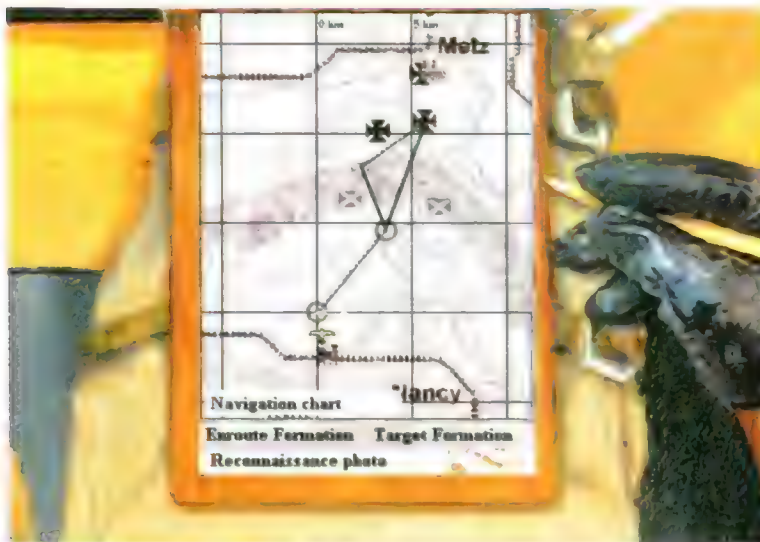 0 km 5 km
Metz
*lancy
Navigation chart
Enroute Formation Target Formation
Reconnaissance photo